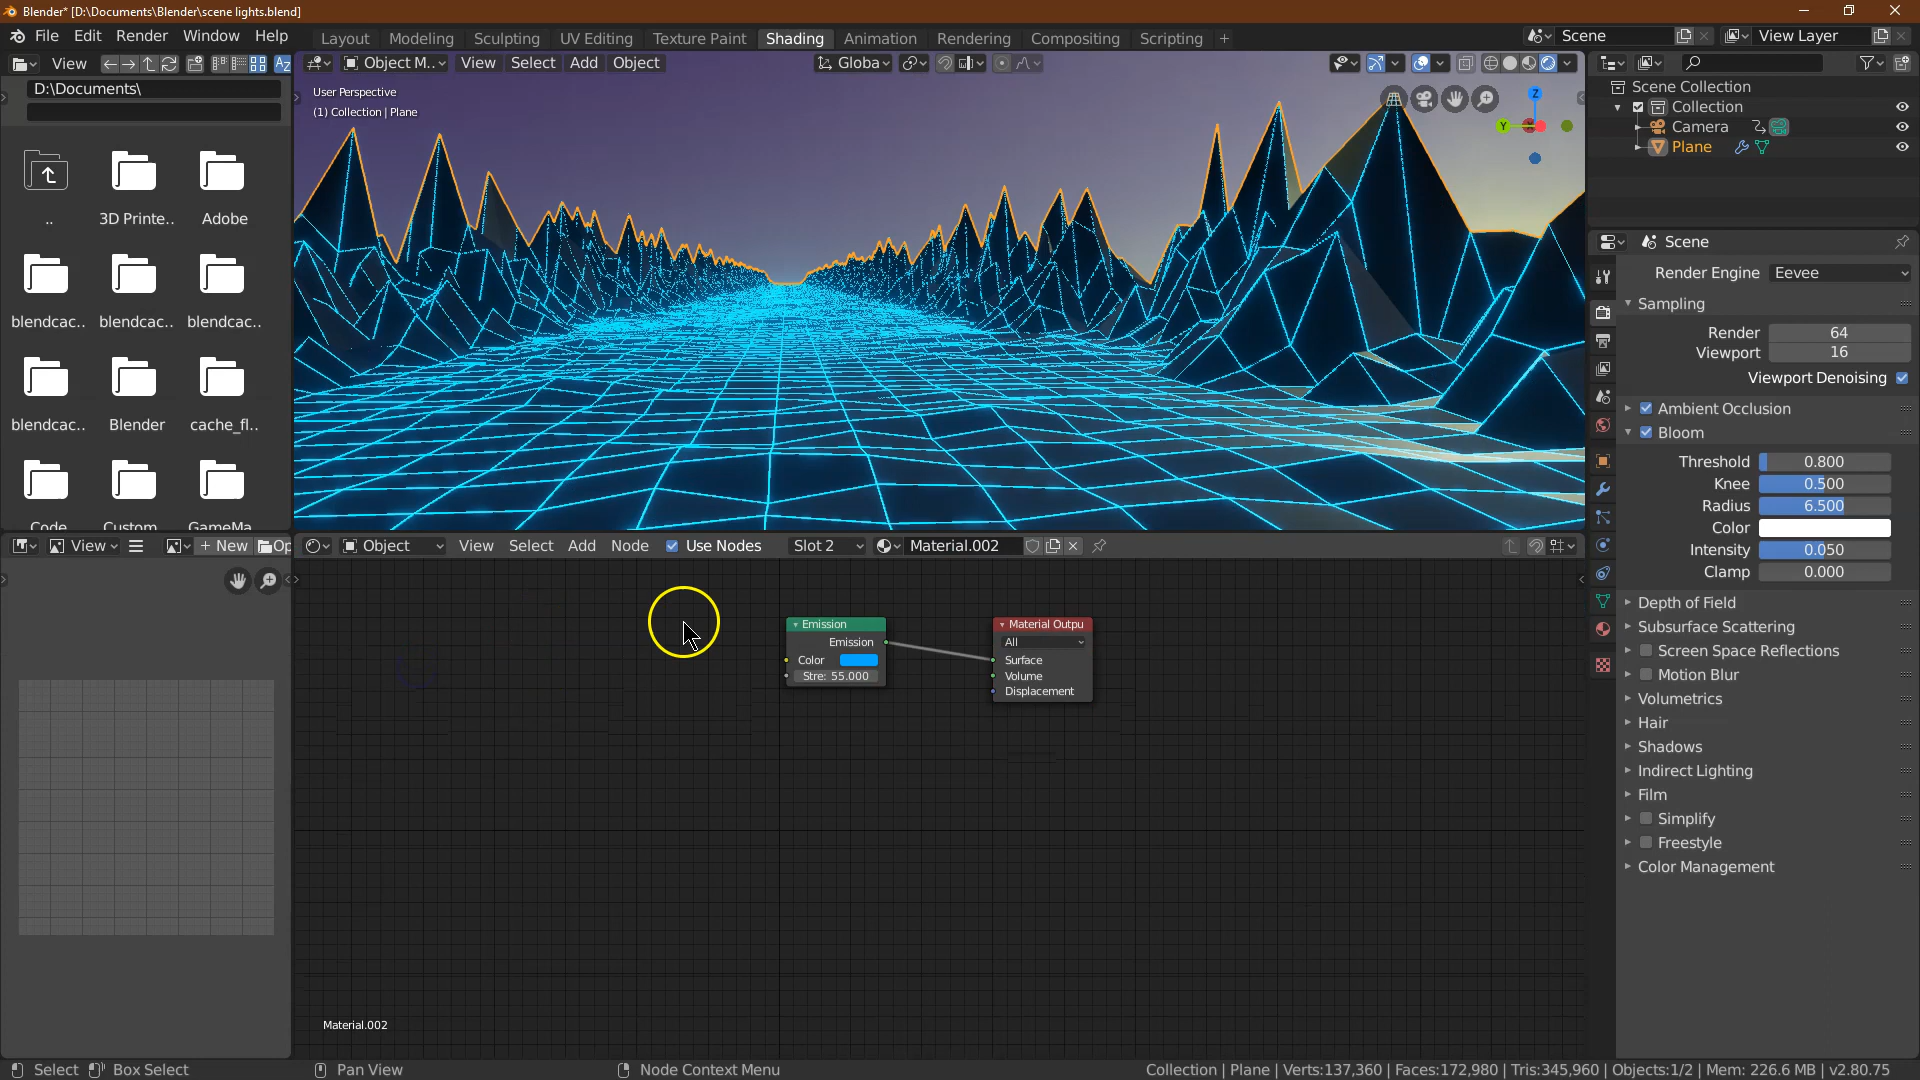 Blender* [D:\Documents\Blender\scene lights.blend]
File Edit Render Window Help
Layout Modeling Sculpting UV Editing Texture Paint Shading Animation Rendering Compositing Scripting +
Scene
View Layer
View
D:\Documents\
..
3D Printe..
Adobe
blendcac..
blendcac..
blendcac..
blendcac..
Blender
cache_fl..
Code
Custom
GameMa
Object M..
View Select Add Object
Globa
User Perspective
(1) Collection | Plane
Z
Y
X
Scene Collection
Collection
Camera
Plane
Scene
Render Engine Eevee
Sampling
Render 64
Viewport 16
Viewport Denoising
Ambient Occlusion
Bloom
Threshold 0.800
Knee 0.500
Radius 6.500
Color
Intensity 0.050
Clamp 0.000
Depth of Field
Subsurface Scattering
Screen Space Reflections
Motion Blur
Volumetrics
Hair
Shadows
Indirect Lighting
Film
Simplify
Freestyle
Color Management
View
+ New
Op
Object
View Select Add Node
Use Nodes
Slot 2
Material.002
Emission
Emission
Color
Stre: 55.000
Material Outpu
All
Surface
Volume
Displacement
Material.002
Select Box Select Pan View Node Context Menu
Collection | Plane | Verts:137,360 | Faces:172,980 | Tris:345,960 | Objects:1/2 | Mem: 226.6 MB | v2.80.75